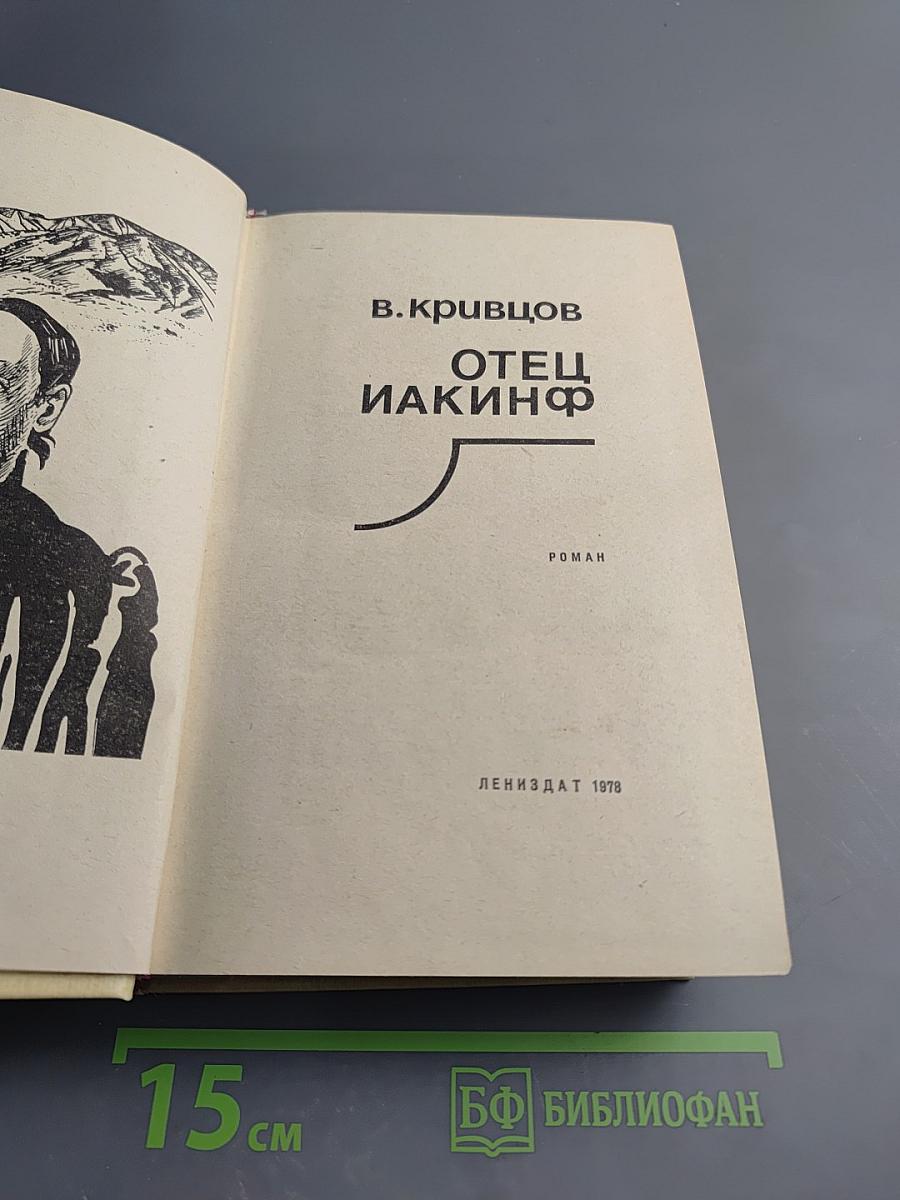 В. Кривцов
ОТЕЦ
ИАКИНФ
РОМАН
ЛЕНИЗДАТ 1978
15 см
БФ БИБЛИОФАН